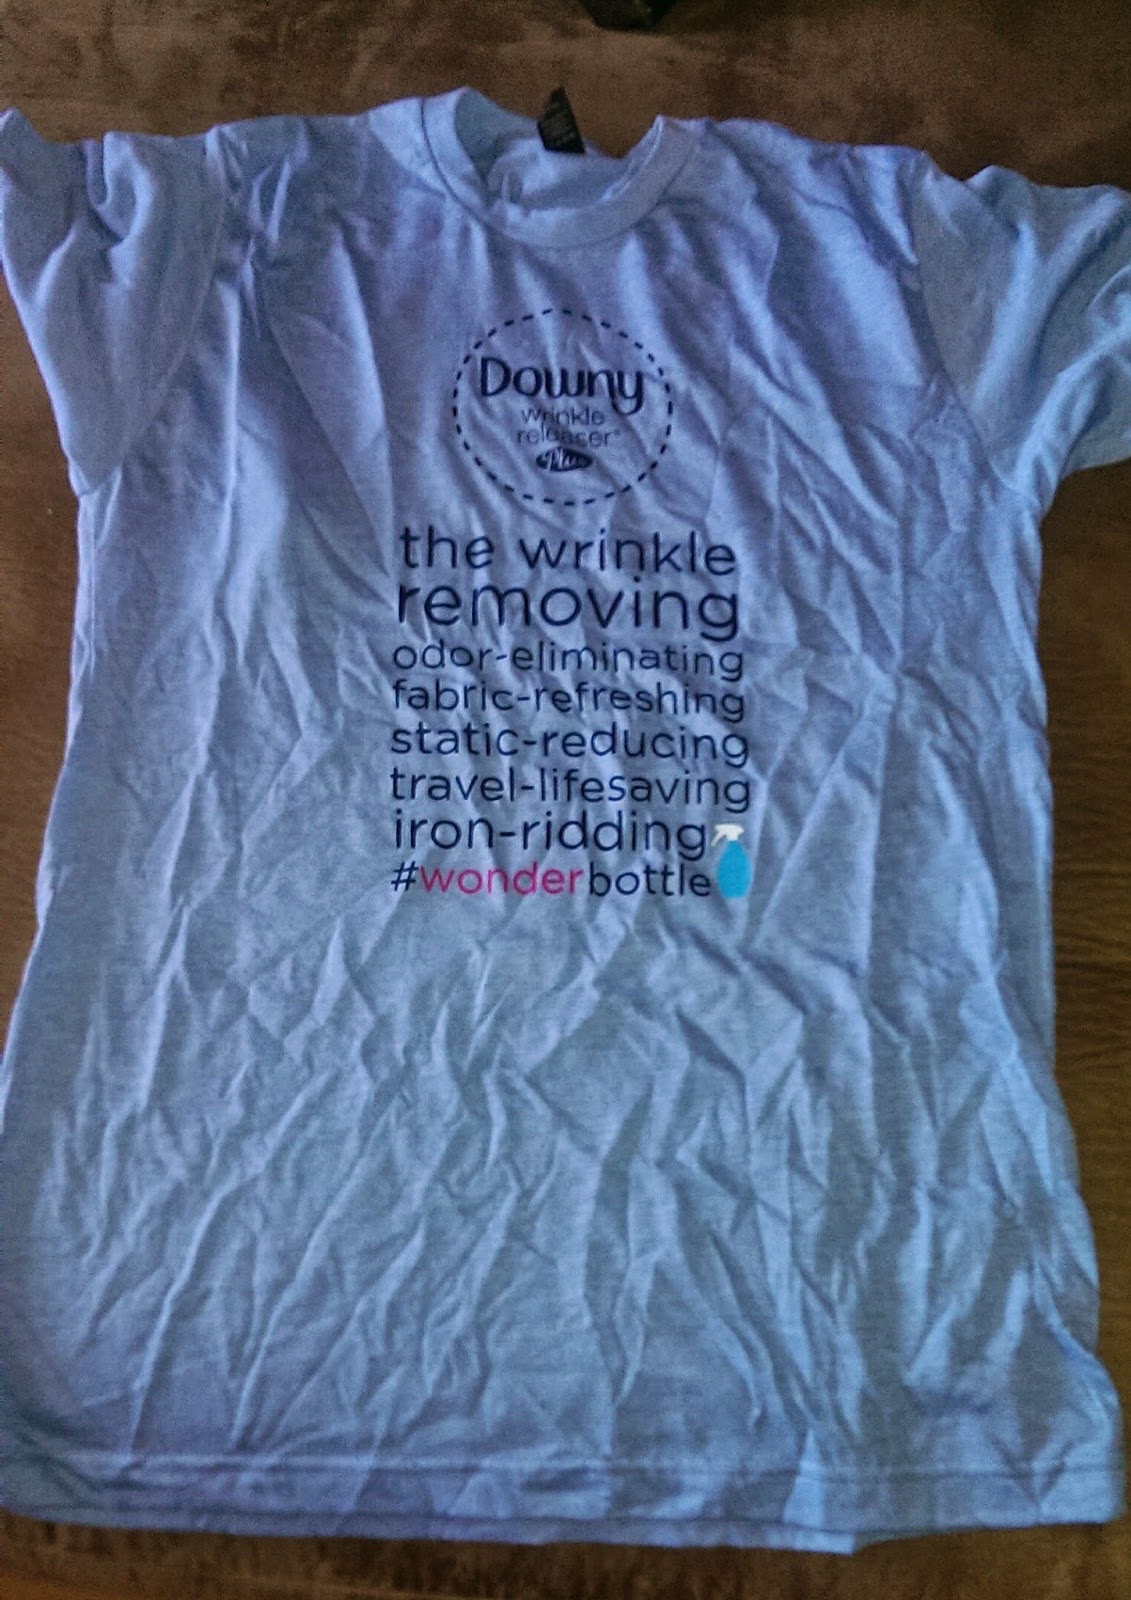 Downy
wrinkle
releaser®
Plus
the wrinkle
removing
odor-eliminating
fabric-refreshing
static-reducing
travel-lifesaving
iron-ridding
#wonderbottle